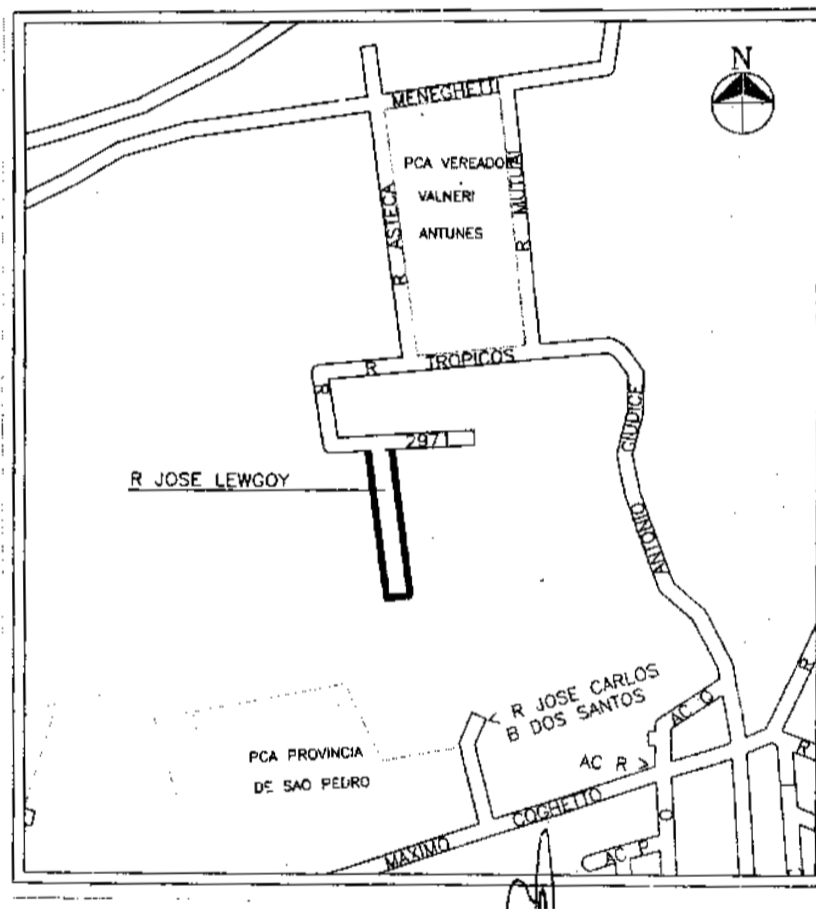 N
MENEGHETTI
PCA VEREADOR
VALNERI
ANTUNES
R ASTECA
R MUTUM
R TROPICOS
R
2971
R JOSE LEWGOY
ANTONIO GIUDICE
R JOSE CARLOS
B DOS SANTOS
AC Q
AC R
PCA PROVINCIA
DE SAO PEDRO
MAXIMO COGHETTO
O
AC P
R
R